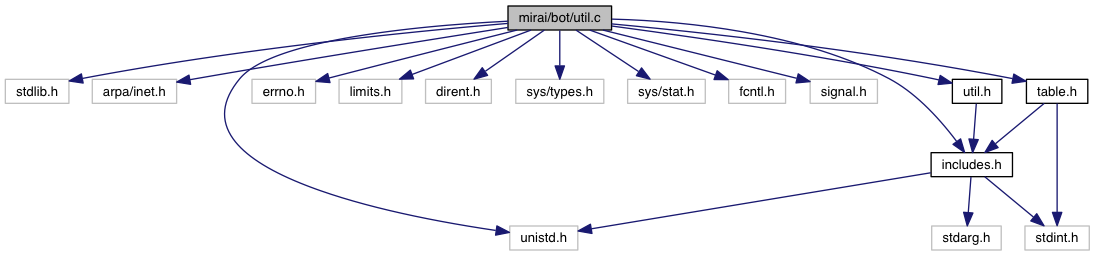 mirai/bot/util.c
stdlib.h
arpa/inet.h
errno.h
limits.h
dirent.h
sys/types.h
sys/stat.h
fcntl.h
signal.h
util.h
table.h
includes.h
unistd.h
stdarg.h
stdint.h